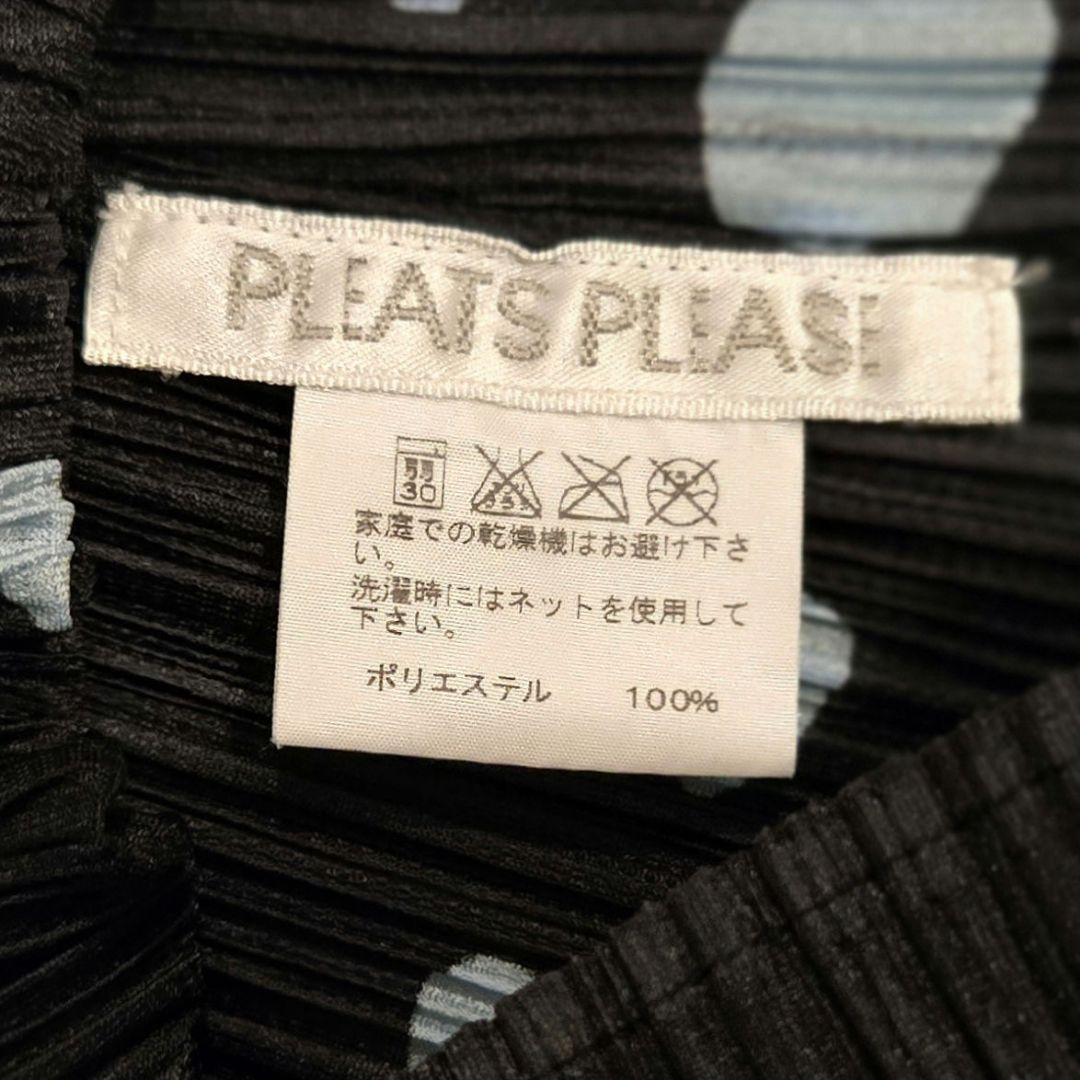 PLEATS PLEASE
弱
30
家庭での乾燥機はお避け下さ
い。
洗濯時にはネットを使用して
下さい。
ポリエステル 100%